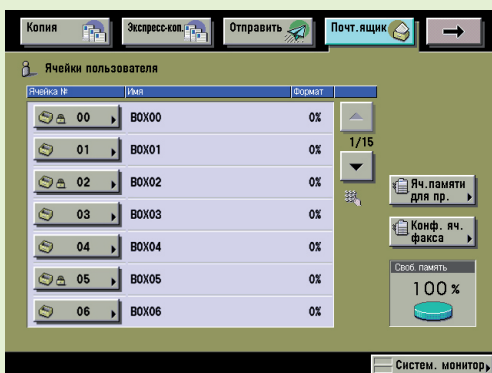 Копия Экспресс-коп. Отправить Почт.ящик
Ячейки пользователя
Ячейка № Имя Формат
00 BOX00 0%
01 BOX01 0%
1/15
02 BOX02 0%
03 BOX03 0%
04 BOX04 0%
05 BOX05 0%
06 BOX06 0%
Яч.памяти
для пр.
Конф. яч.
факса
Своб. память
100%
Систем. монитор